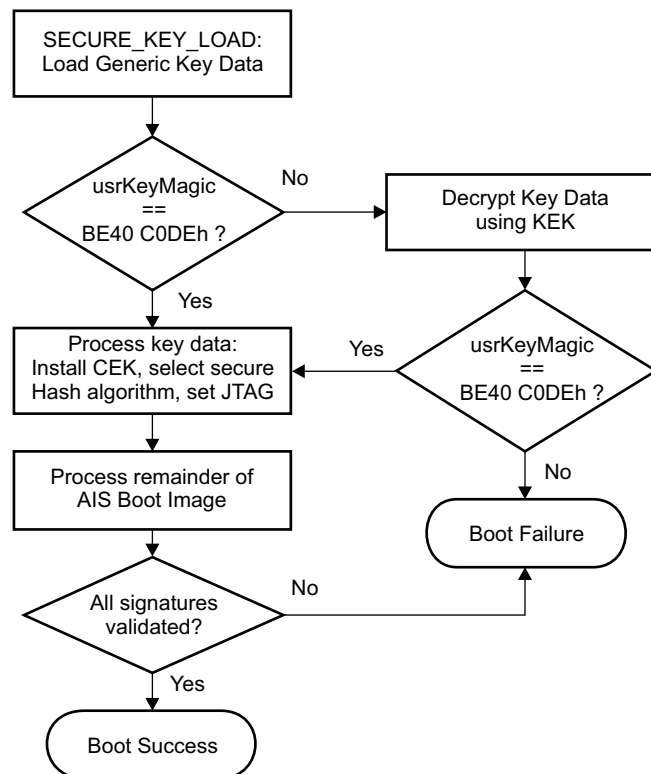 SECURE_KEY_LOAD:
Load Generic Key Data
usrKeyMagic
==
BE40 C0DEh ?
No
Decrypt Key Data
using KEK
Yes
Process key data:
Install CEK, select secure
Hash algorithm, set JTAG
Yes
usrKeyMagic
==
BE40 C0DEh ?
No
Process remainder of
AIS Boot Image
Boot Failure
All signatures
validated?
No
Yes
Boot Success